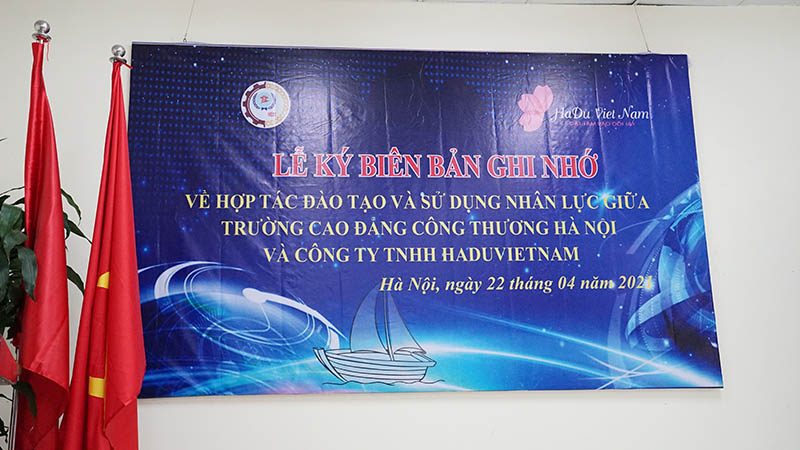 HaDu Viet Nam
LỄ KÝ BIÊN BẢN GHI NHỚ
VỀ HỢP TÁC ĐÀO TẠO VÀ SỬ DỤNG NHÂN LỰC GIỮA
TRƯỜNG CAO ĐẲNG CÔNG THƯƠNG HÀ NỘI
VÀ CÔNG TY TNHH HADUVIETNAM
Hà Nội, ngày 22 tháng 04 năm